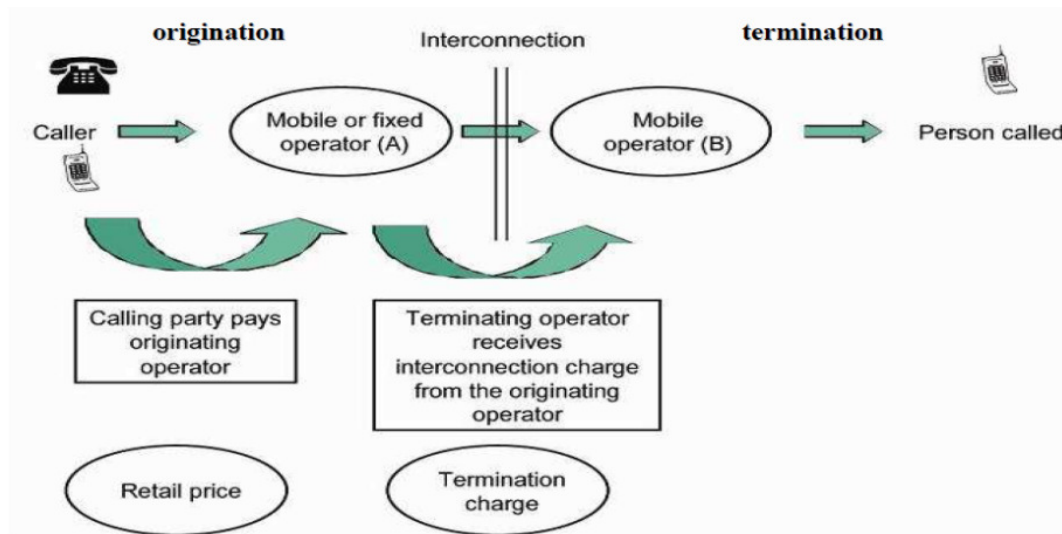 origination
Interconnection
termination
Caller
Mobile or fixed
operator (A)
Mobile
operator (B)
Person called
Calling party pays
originating
operator
Terminating operator
receives
interconnection charge
from the originating
operator
Retail price
Termination
charge